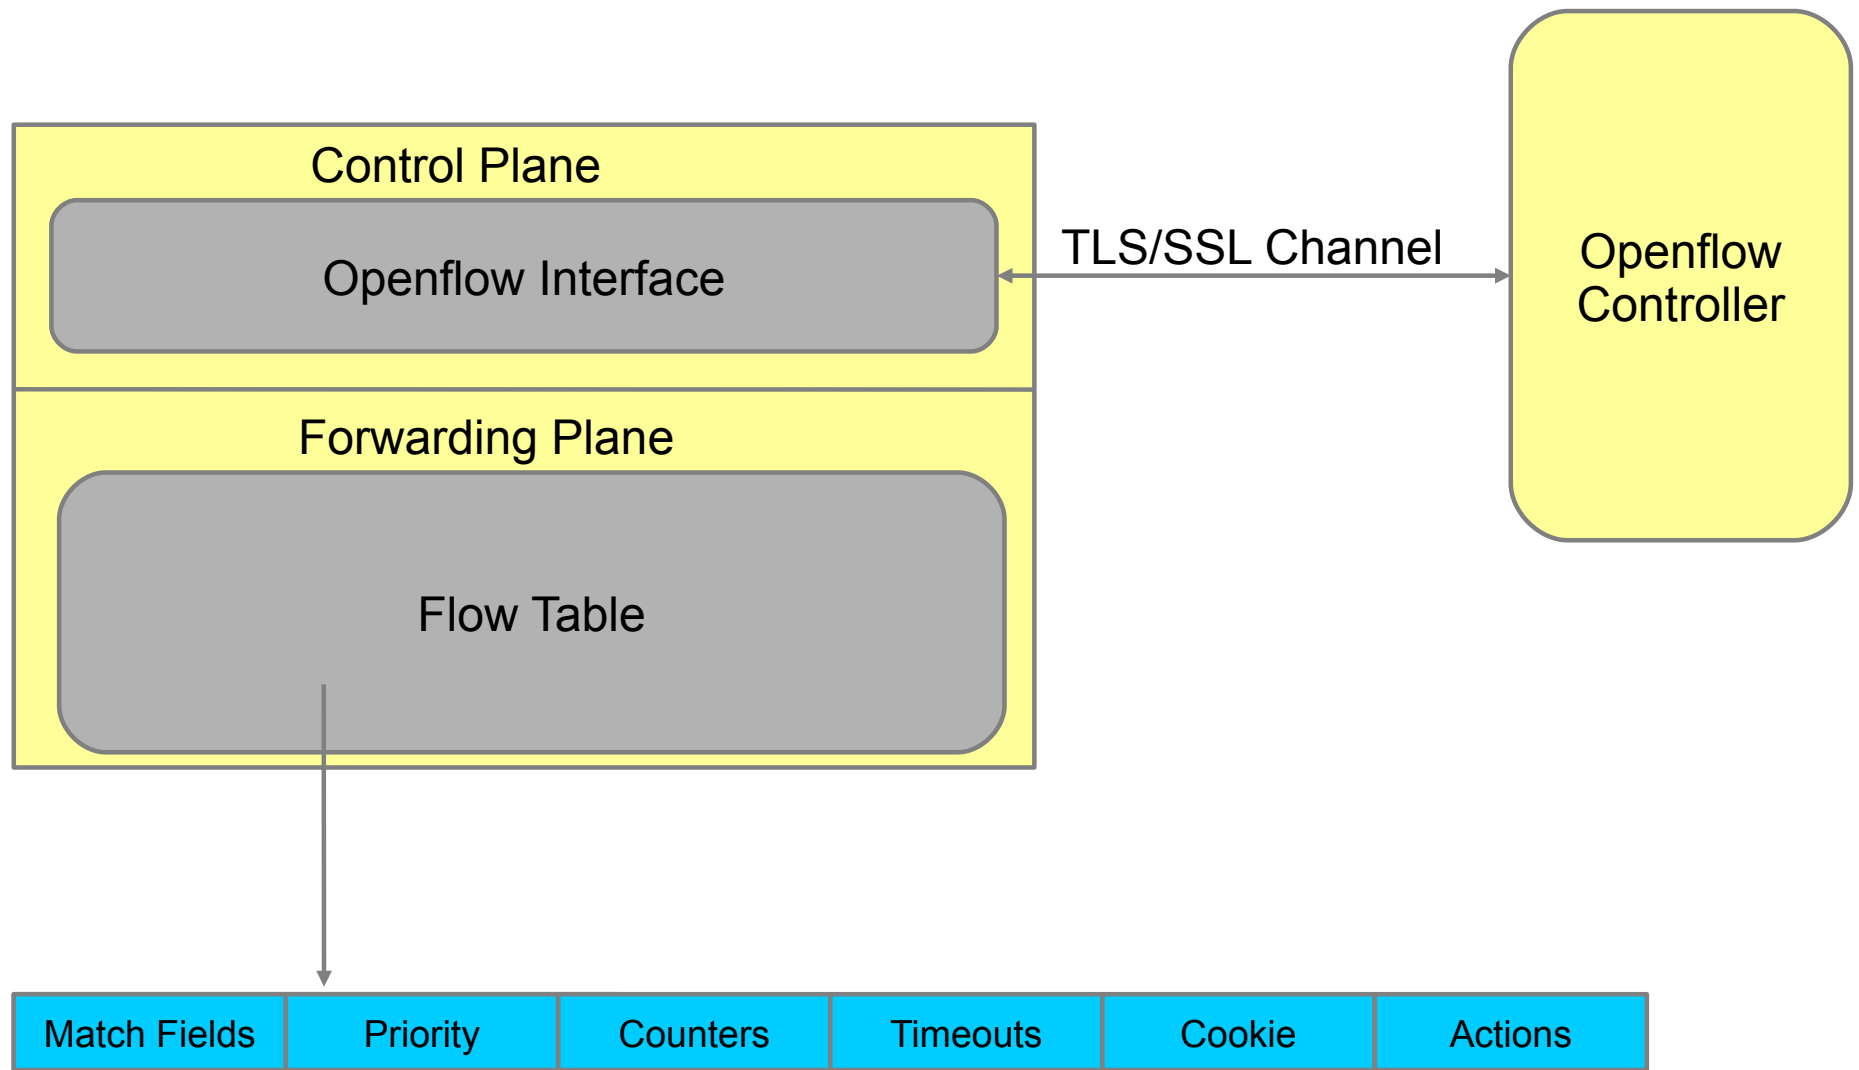 Control Plane
Openflow Interface
TLS/SSL Channel
Openflow
Controller
Forwarding Plane
Flow Table
Match Fields
Priority
Counters
Timeouts
Cookie
Actions